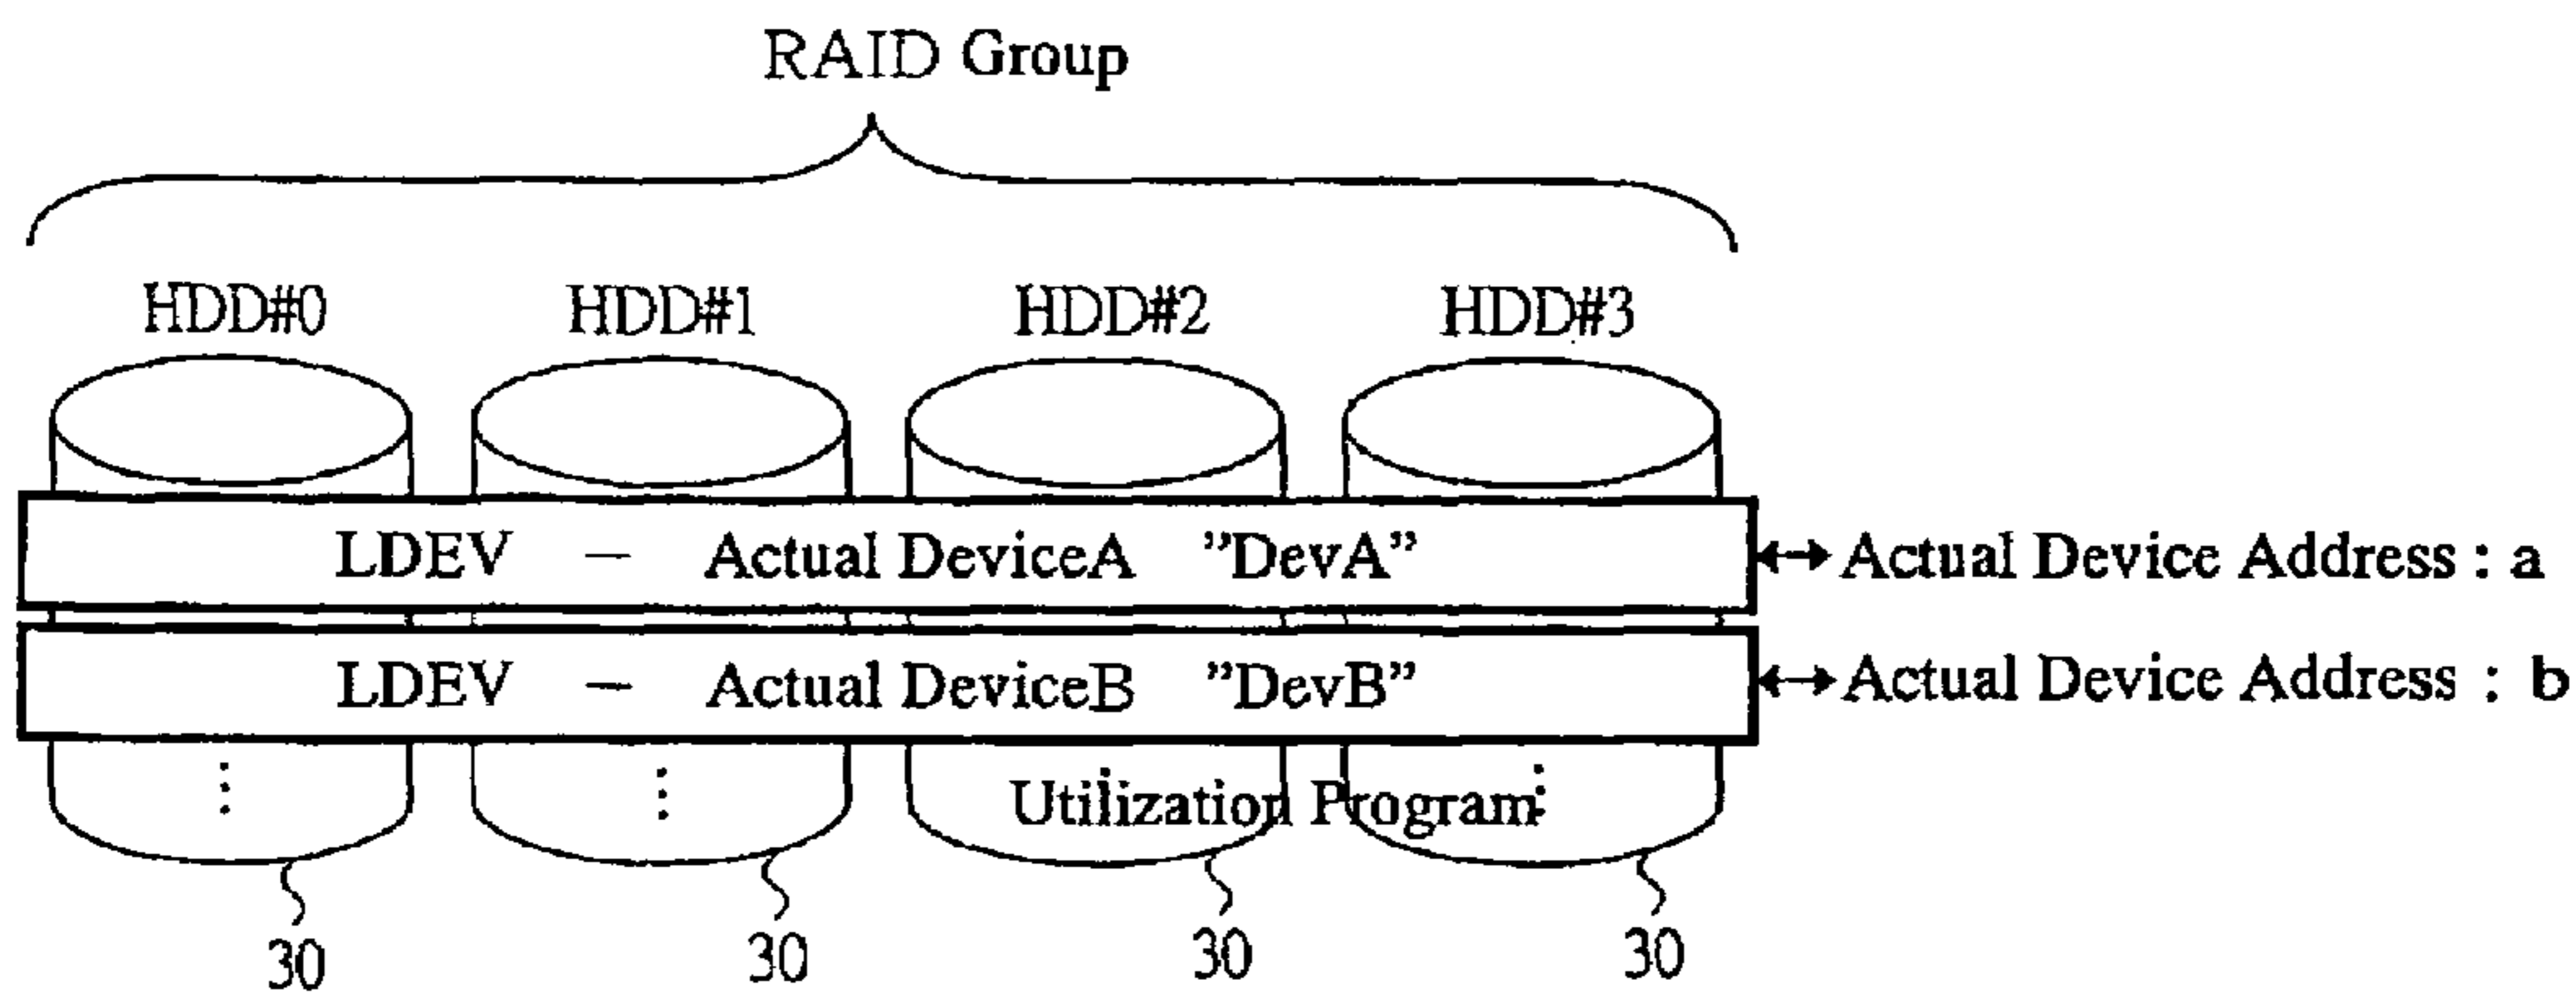 RAID Group
HDD#0 HDD#1 HDD#2 HDD#3
LDEV — Actual DeviceA ”DevA” Actual Device Address : a
LDEV — Actual DeviceB ”DevB” Actual Device Address : b
Utilization Program
30 30 30 30